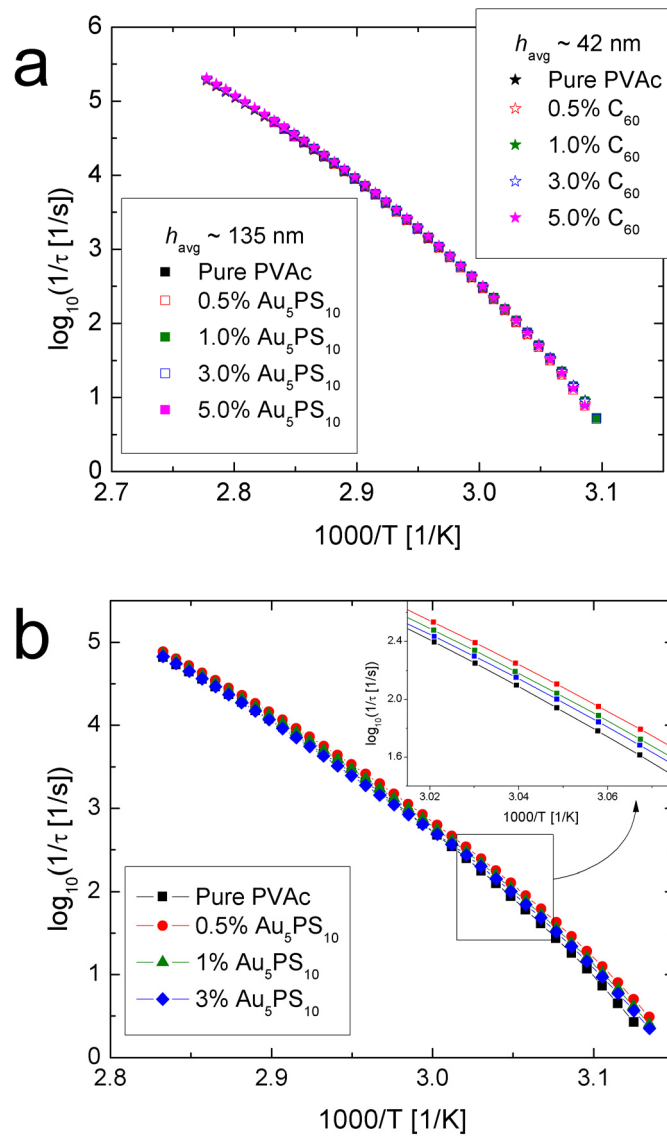 a
6
5
4
3
2
1
0
log₁₀(1/τ [1/s])
h_avg ~ 42 nm
Pure PVAc
0.5% C₆₀
1.0% C₆₀
3.0% C₆₀
5.0% C₆₀
h_avg ~ 135 nm
Pure PVAc
0.5% Au₅PS₁₀
1.0% Au₅PS₁₀
3.0% Au₅PS₁₀
5.0% Au₅PS₁₀
2.7 2.8 2.9 3.0 3.1
1000/T [1/K]
b
5
4
3
2
1
0
log₁₀(1/τ [1/s])
2.4
2.0
1.6
log₁₀(1/τ [1/s])
3.02 3.04 3.06
1000/T [1/K]
Pure PVAc
0.5% Au₅PS₁₀
1% Au₅PS₁₀
3% Au₅PS₁₀
2.8 2.9 3.0 3.1
1000/T [1/K]